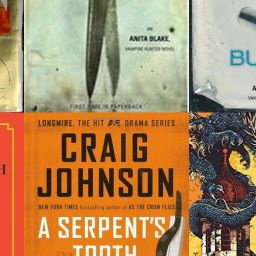 AN
ANITA BLAKE,
VAMPIRE HUNTER NOVEL
FIRST TIME IN PAPERBACK
BU
A
VA
H
LONGMIRE, THE HIT A&E DRAMA SERIES
CRAIG
JOHNSON
NEW YORK TIMES bestselling author of AS THE CROW FLIES
A SERPENT'S
TOOTH